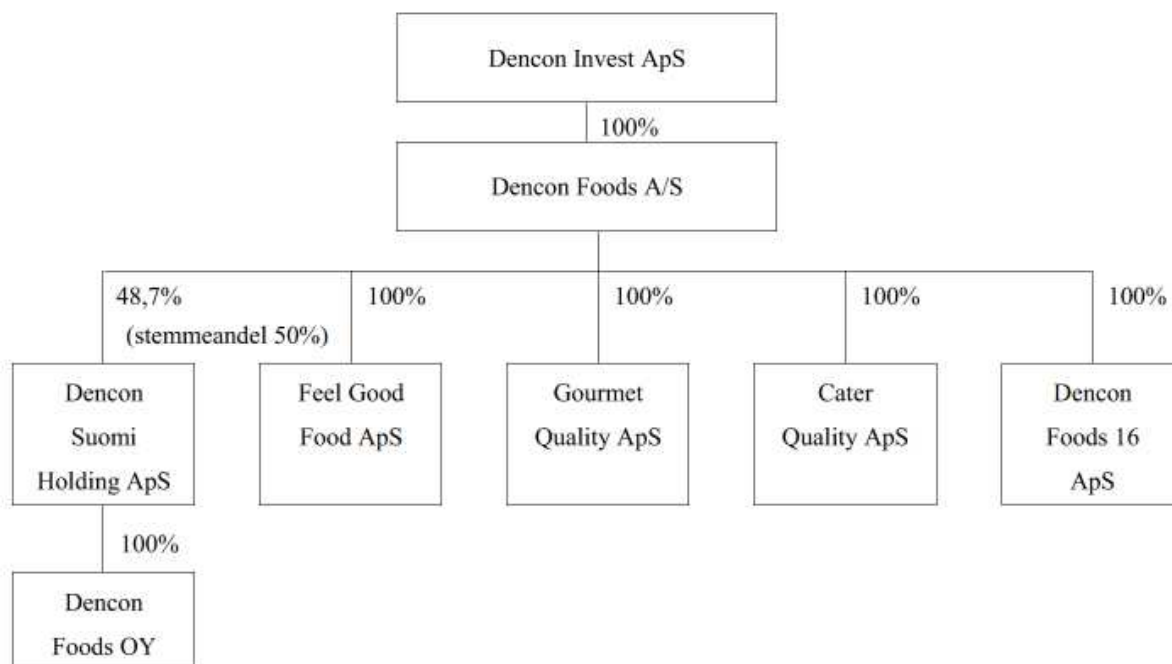 Dencon Invest ApS
100%
Dencon Foods A/S
48,7%
(stemmeandel 50%)
100%
100%
100%
100%
Dencon
Suomi
Holding ApS
Feel Good
Food ApS
Gourmet
Quality ApS
Cater
Quality ApS
Dencon
Foods 16
ApS
100%
Dencon
Foods OY